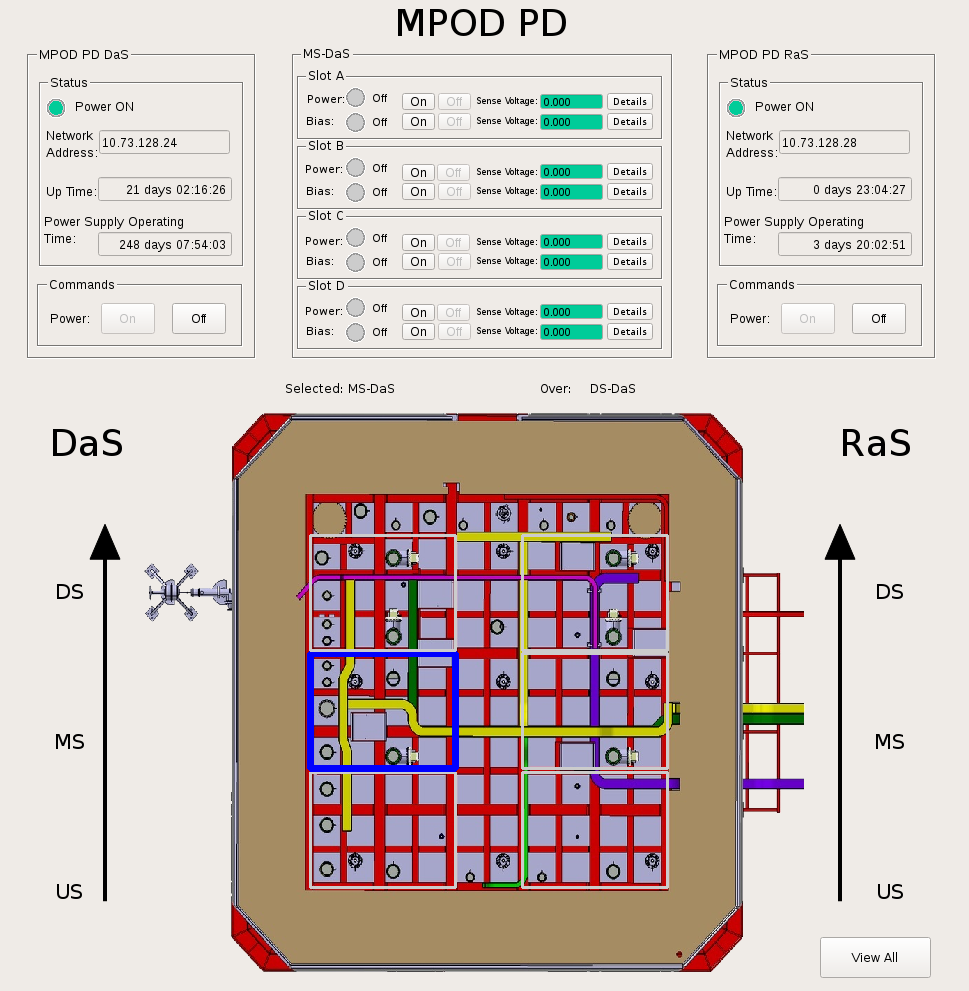 MPOD PD
MPOD PD DaS
Status
Power ON
Network
Address: 10.73.128.24
Up Time: 21 days 02:16:26
Power Supply Operating
Time: 248 days 07:54:03
Commands
Power: On Off
MS-DaS
Slot A
Power: Off On Off Sense Voltage: 0.000 Details
Bias: Off On Off Sense Voltage: 0.000 Details
Slot B
Power: Off On Off Sense Voltage: 0.000 Details
Bias: Off On Off Sense Voltage: 0.000 Details
Slot C
Power: Off On Off Sense Voltage: 0.000 Details
Bias: Off On Off Sense Voltage: 0.000 Details
Slot D
Power: Off On Off Sense Voltage: 0.000 Details
Bias: Off On Off Sense Voltage: 0.000 Details
MPOD PD RaS
Status
Power ON
Network
Address: 10.73.128.28
Up Time: 0 days 23:04:27
Power Supply Operating
Time: 3 days 20:02:51
Commands
Power: On Off
Selected: MS-DaS Over: DS-DaS
DaS RaS
DS DS
MS MS
US US
View All